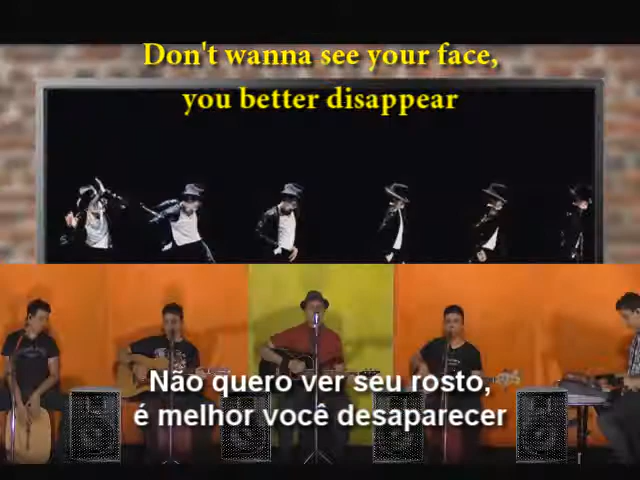 Don't wanna see your face,
you better disappear
Não quero ver seu rosto,
é melhor você desaparecer